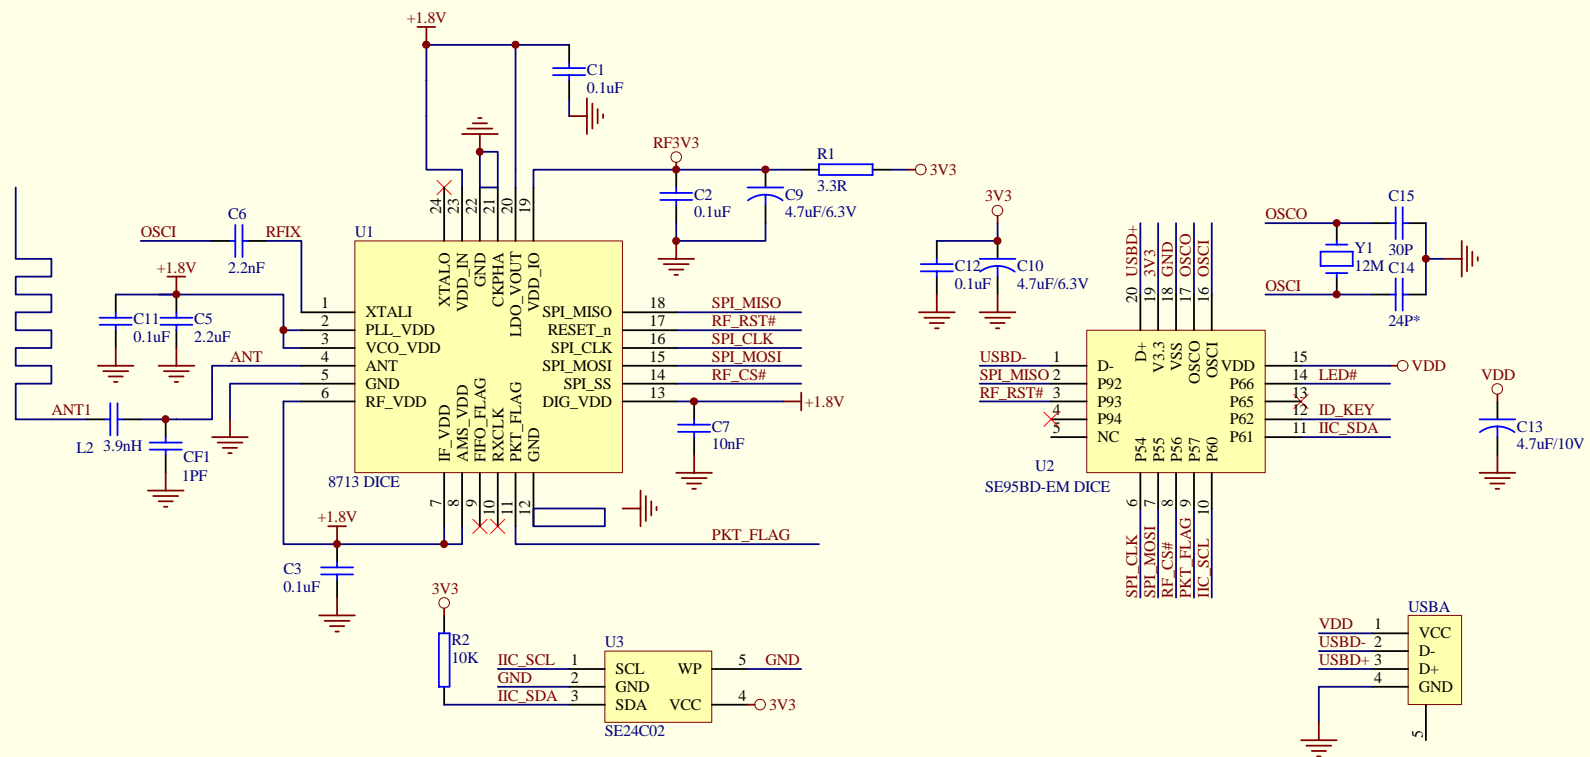 +1.8V
C1
0.1uF
RF3V3
R1
3.3R
3V3
C2
0.1uF
C9
4.7uF/6.3V
OSCI
C6
RFIX
2.2nF
+1.8V
C11
0.1uF
C5
2.2uF
ANT
ANT1
L2
3.9nH
CF1
1PF
U1
24
23
22
21
20
19
XTALO
VDD_IN
GND
CKPHA
LDO_VOUT
VDD_IO
1 XTALI
2 PLL_VDD
3 VCO_VDD
4 ANT
5 GND
6 RF_VDD
SPI_MISO 18 SPI_MISO
RESET_n 17 RF_RST#
SPI_CLK 16 SPI_CLK
SPI_MOSI 15 SPI_MOSI
SPI_SS 14 RF_CS#
DIG_VDD 13
+1.8V
C7
10nF
IF_VDD
AMS_VDD
FIFO_FLAG
RXCLK
PKT_FLAG
GND
8713 DICE
7
8
9
10
11
12
PKT_FLAG
+1.8V
C3
0.1uF
3V3
R2
10K
U3
IIC_SCL 1 SCL
GND 2 GND
IIC_SDA 3 SDA
WP 5 GND
VCC 4 3V3
SE24C02
3V3
C12
0.1uF
C10
4.7uF/6.3V
USBD+
3V3
GND
OSCO
OSCI
20
19
18
17
16
D+
V3.3
VSS
OSCO
OSCI
USBD- 1 D-
SPI_MISO 2 P92
RF_RST# 3 P93
4 P94
5 NC
VDD 15 VDD
P66 14 LED#
P65 13
P62 12 ID_KEY
P61 11 IIC_SDA
P54
P55
P56
P57
P60
U2
SE95BD-EM DICE
6
7
8
9
10
SPI_CLK
SPI_MOSI
RF_CS#
PKT_FLAG
IIC_SCL
OSCO
C15
30P
Y1
12M
C14
OSCI
24P*
VDD
C13
4.7uF/10V
USBA
VDD 1 VCC
USBD- 2 D-
USBD+ 3 D+
4 GND
5